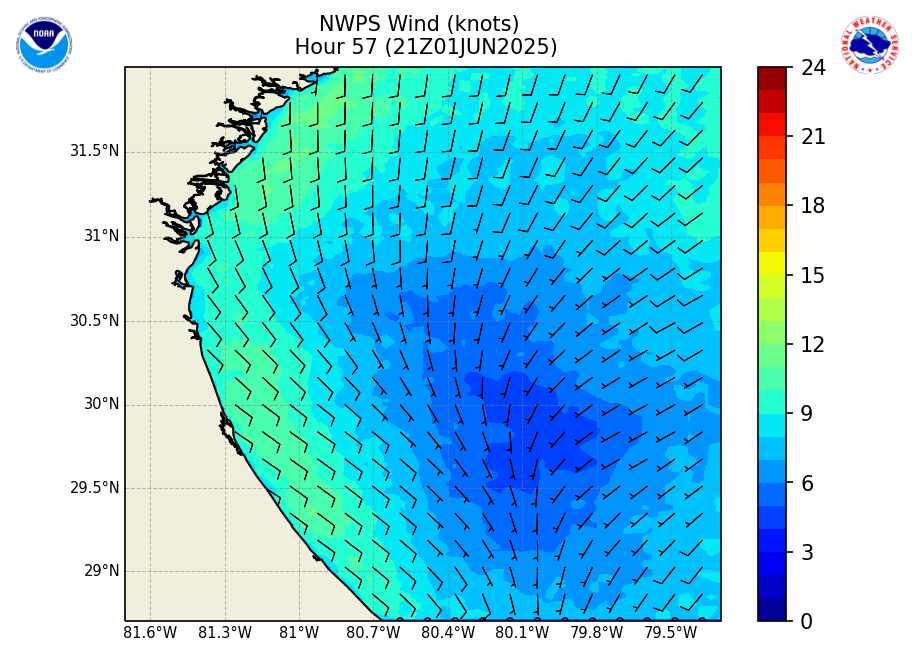 NWPS Wind (knots)
Hour 57 (21Z01JUN2025)
NOAA
NATIONAL WEATHER SERVICE
31.5°N
31°N
30.5°N
30°N
29.5°N
29°N
81.6°W 81.3°W 81°W 80.7°W 80.4°W 80.1°W 79.8°W 79.5°W
24
21
18
15
12
9
6
3
0